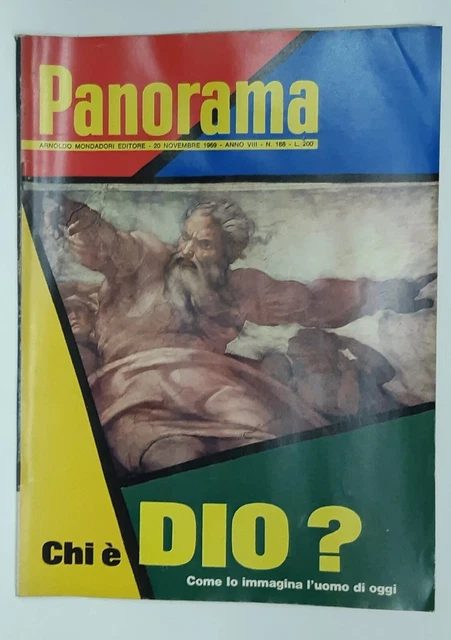 Panorama
ARNOLDO MONDADORI EDITORE - 20 NOVEMBRE 1969 - ANNO VIII - N. 188 - L. 200
Chi è DIO ?
Come lo immagina l'uomo di oggi